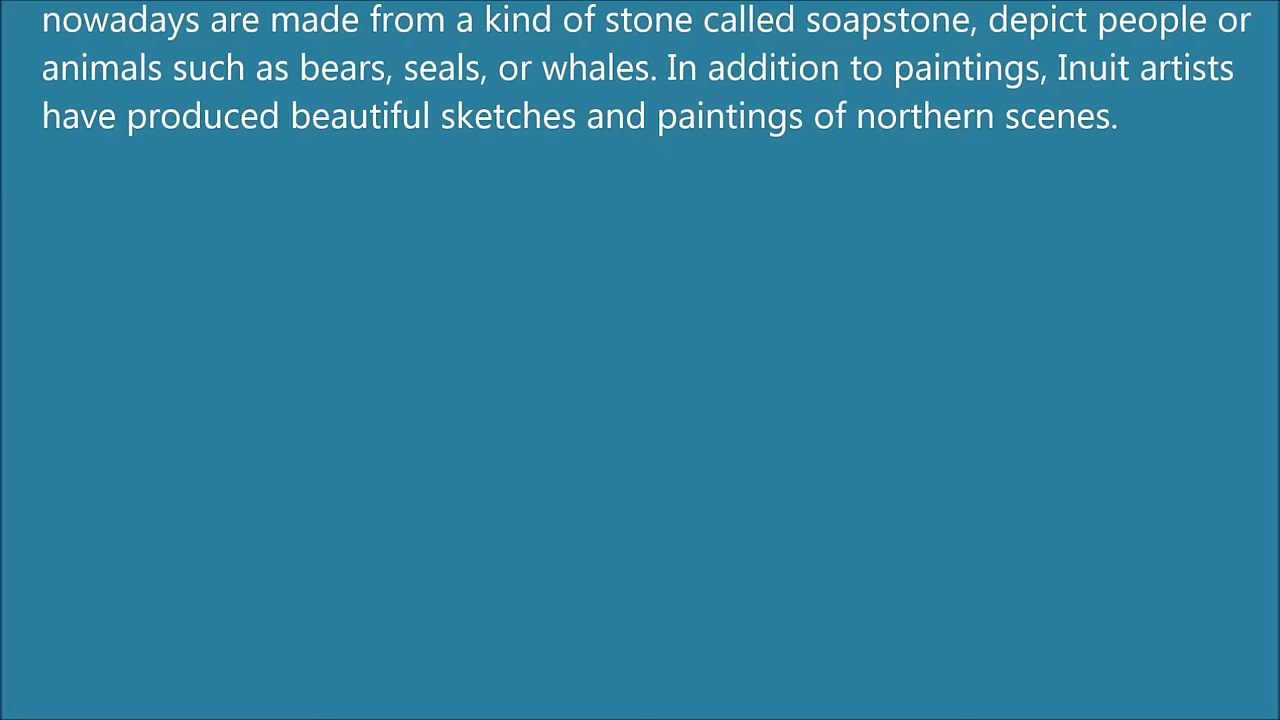 nowadays are made from a kind of stone called soapstone, depict people or
animals such as bears, seals, or whales. In addition to paintings, Inuit artists
have produced beautiful sketches and paintings of northern scenes.